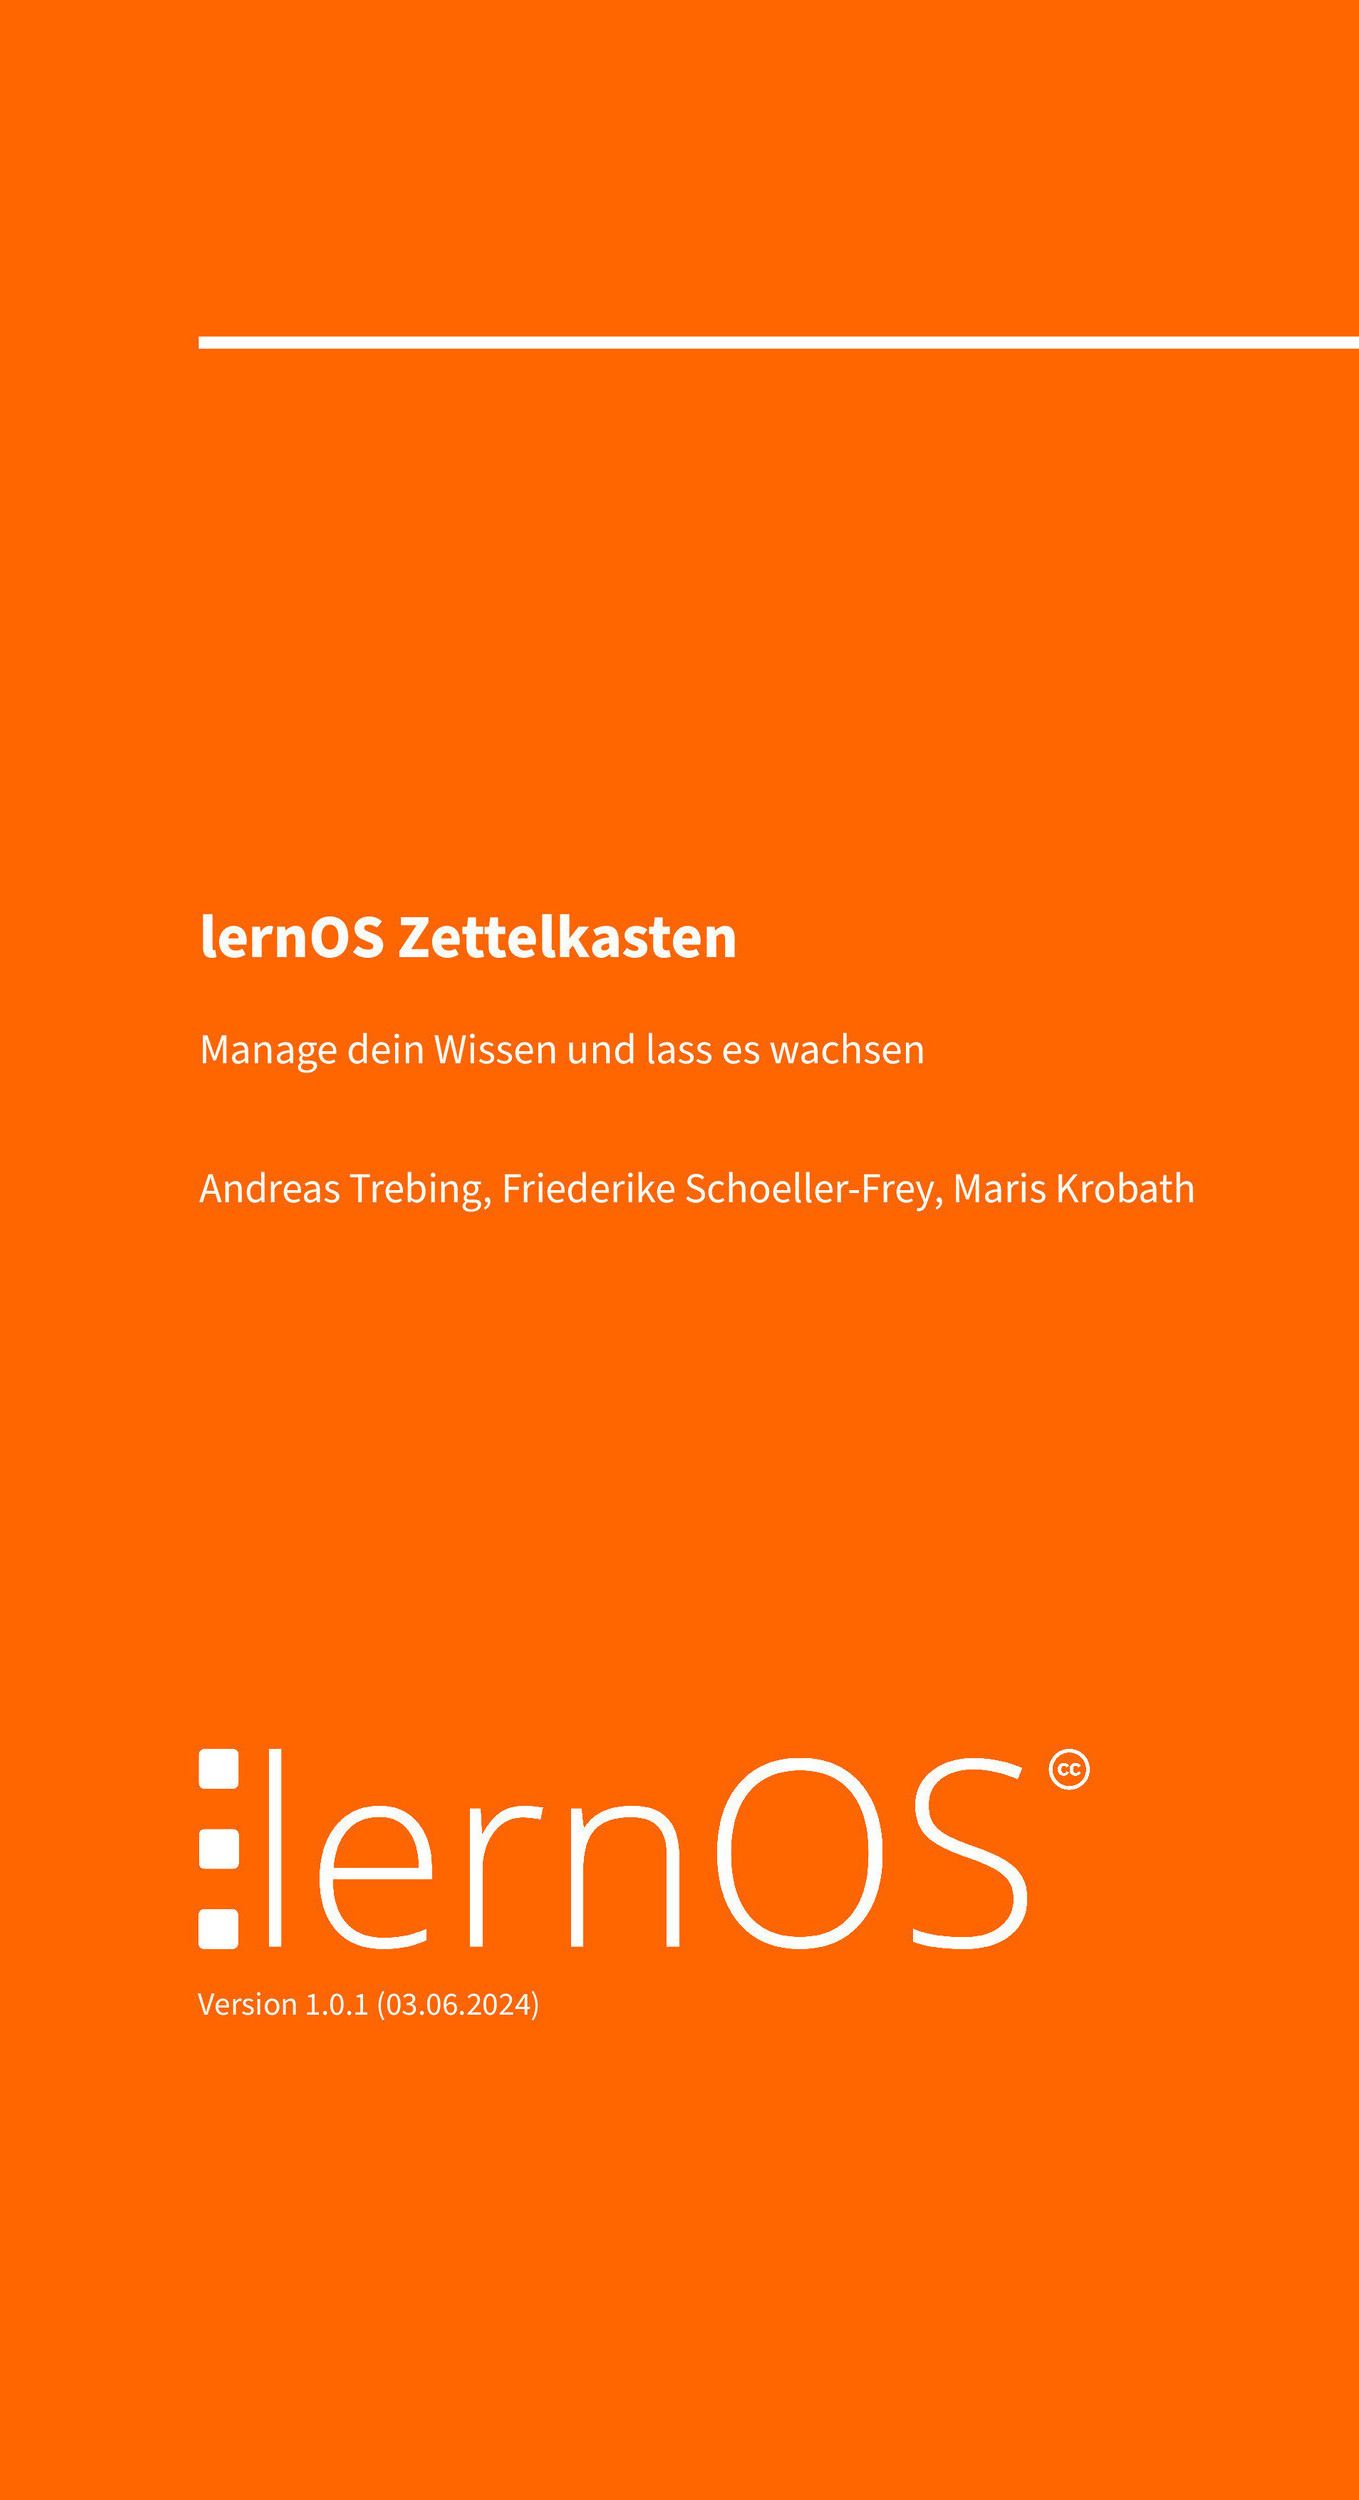 lernOS Zettelkasten
Manage dein Wissen und lass es wachsen
Andreas Trebing, Friederike Schoeller-Frey, Maris Krobath
lernOS cc
Version 1.0.1 (03.06.2024)